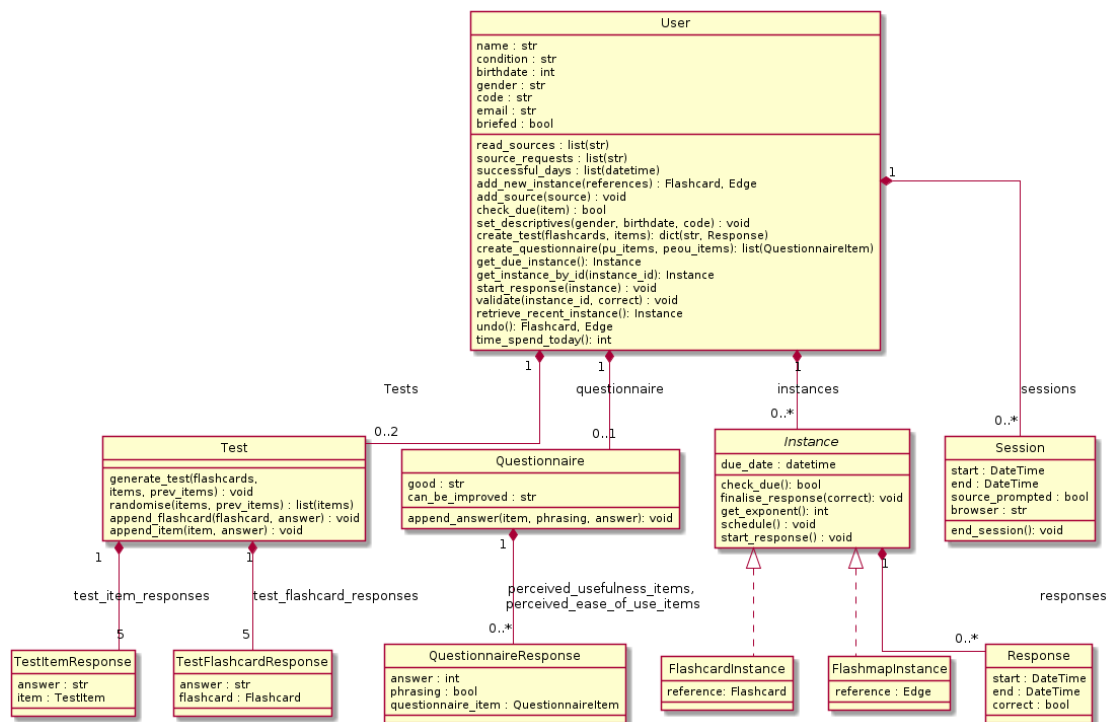 User
name : str
condition : str
birthdate : int
gender : str
code : str
email : str
briefed : bool
read_sources : list(str)
source_requests : list(str)
successful_days : list(datetime)
add_new_instance(references) : Flashcard, Edge
add_source(source) : void
check_due(item) : bool
set_descriptives(gender, birthdate, code) : void
create_test(flashcards, items): dict(str, Response)
create_questionnaire(pu_items, peou_items): list(QuestionnaireItem)
get_due_instance(): Instance
get_instance_by_id(instance_id): Instance
start_response(instance) : void
validate(instance_id, correct) : void
retrieve_recent_instance(): Instance
undo(): Flashcard, Edge
time_spend_today(): int
1
1
1
1
Tests
questionnaire
instances
sessions
0..2
0..1
0..*
0..*
Test
generate_test(flashcards,
items, prev_items) : void
randomise(items, prev_items) : list(items)
append_flashcard(flashcard, answer) : void
append_item(item, answer) : void
Questionnaire
good : str
can_be_improved : str
append_answer(item, phrasing, answer): void
Instance
due_date : datetime
check_due(): bool
finalise_response(correct): void
get_exponent(): int
schedule() : void
start_response() : void
Session
start : DateTime
end : DateTime
source_prompted : bool
browser : str
end_session(): void
1
1
1
1
test_item_responses
test_flashcard_responses
perceived_usefulness_items,
perceived_ease_of_use_items
responses
5
5
0..*
0..*
TestItemResponse
answer : str
item : TestItem
TestFlashcardResponse
answer : str
flashcard : Flashcard
QuestionnaireResponse
answer : int
phrasing : bool
questionnaire_item : QuestionnaireItem
FlashcardInstance
reference: Flashcard
FlashmapInstance
reference : Edge
Response
start : DateTime
end : DateTime
correct : bool